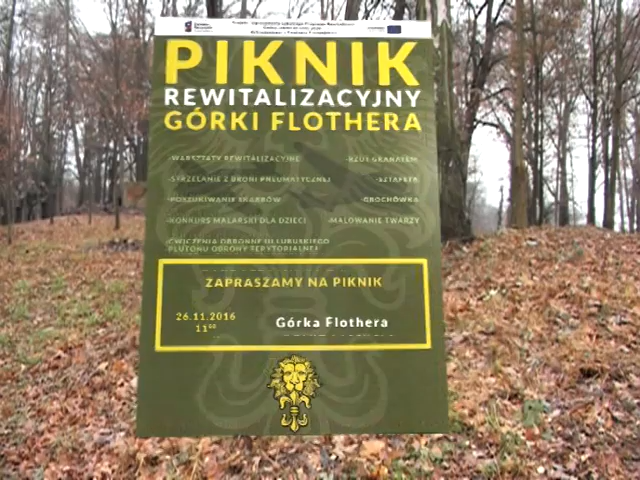 PIKNIK
REWITALIZACYJNY
GÓRKI FLOTHERA
-WARSZTATY REWITALIZACYJNE -RZUT GRANATEM
-STRZELANIE Z BRONI PNEUMATYCZNEJ -SZTAFETA
-POSZUKIWANIE SKARBÓW -GROCHÓWKA
-KONKURS MALARSKI DLA DZIECI -MALOWANIE TWARZY
-ĆWICZENIA OBRONNE III LUBUSKIEGO
PLUTONU OBRONY TERYTORIALNEJ
ZAPRASZAMY NA PIKNIK
26.11.2016
11⁰⁰
Górka Flothera